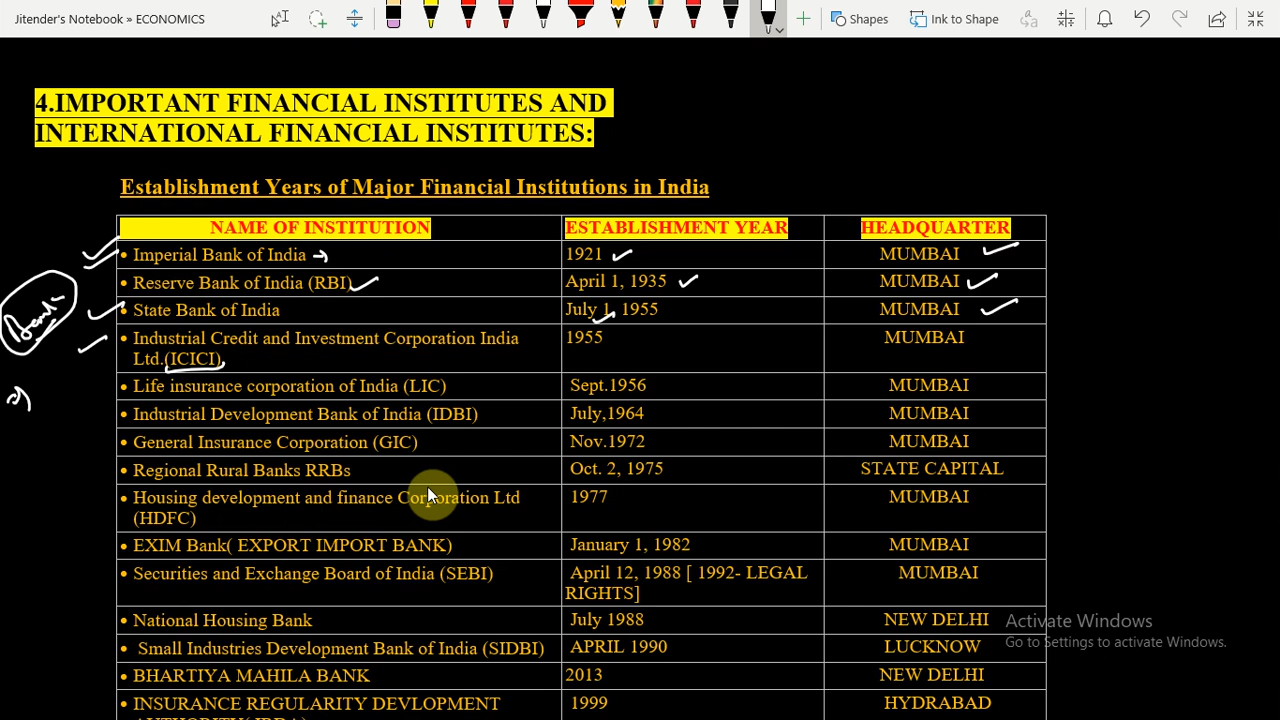 Jitender's Notebook » ECONOMICS
Shapes
Ink to Shape
4.IMPORTANT FINANCIAL INSTITUTES AND
INTERNATIONAL FINANCIAL INSTITUTES:
Establishment Years of Major Financial Institutions in India
NAME OF INSTITUTION ESTABLISHMENT YEAR HEADQUARTER
• Imperial Bank of India 1921 MUMBAI
• Reserve Bank of India (RBI) April 1, 1935 MUMBAI
• State Bank of India July 1, 1955 MUMBAI
Bank
• Industrial Credit and Investment Corporation India 1955 MUMBAI
Ltd.(ICICI)
• Life insurance corporation of India (LIC) Sept.1956 MUMBAI
• Industrial Development Bank of India (IDBI) July,1964 MUMBAI
• General Insurance Corporation (GIC) Nov.1972 MUMBAI
• Regional Rural Banks RRBs Oct. 2, 1975 STATE CAPITAL
• Housing development and finance Corporation Ltd 1977 MUMBAI
(HDFC)
• EXIM Bank( EXPORT IMPORT BANK) January 1, 1982 MUMBAI
• Securities and Exchange Board of India (SEBI) April 12, 1988 [ 1992- LEGAL MUMBAI
RIGHTS]
• National Housing Bank July 1988 NEW DELHI
• Small Industries Development Bank of India (SIDBI) APRIL 1990 LUCKNOW
• BHARTIYA MAHILA BANK 2013 NEW DELHI
• INSURANCE REGULARITY DEVLOPMENT 1999 HYDRABAD
Activate Windows
Go to Settings to activate Windows.